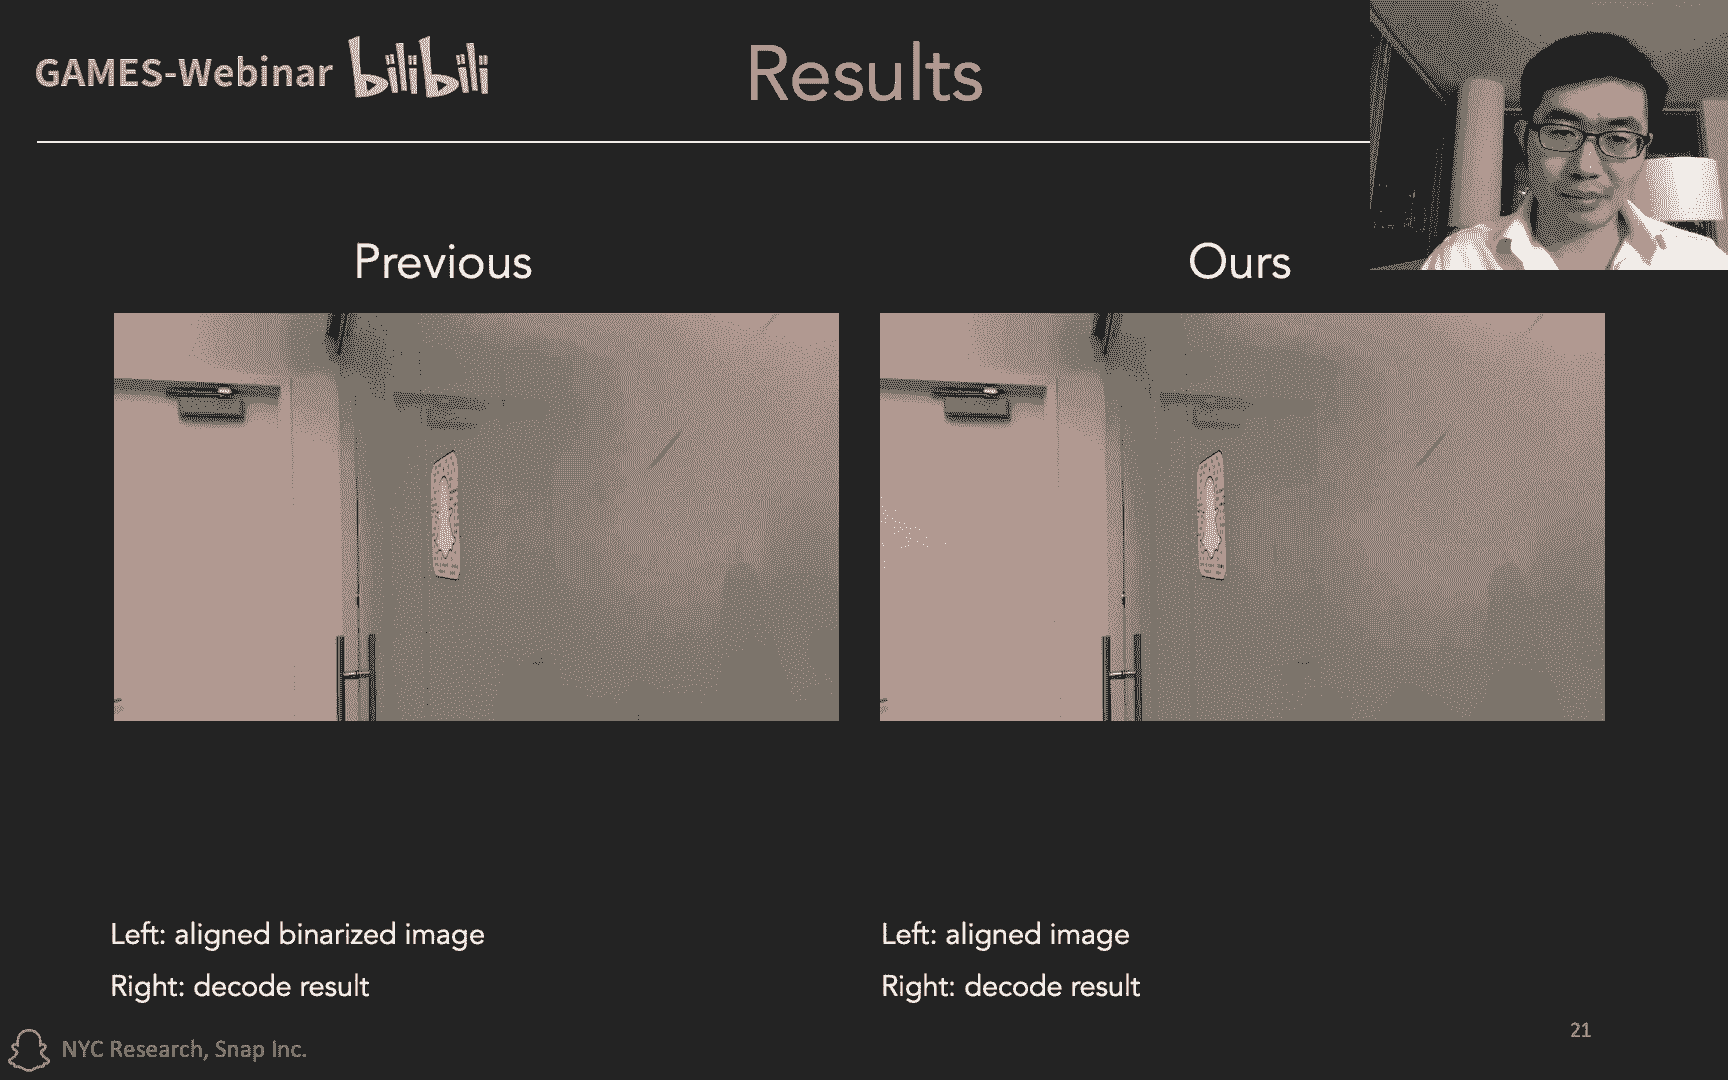 GAMES-Webinar bilibili
Results
Previous
Ours
Left: aligned binarized image
Right: decode result
Left: aligned image
Right: decode result
21
NYC Research, Snap Inc.